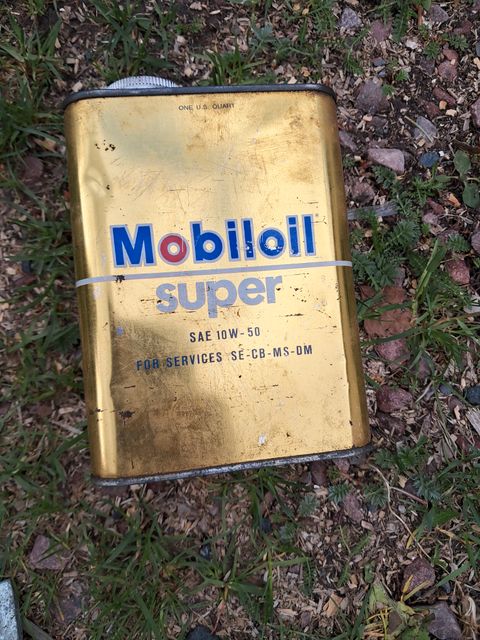 ONE U.S. QUART
Mobiloil
super
SAE 10W-50
FOR SERVICES SE-CB-MS-DM